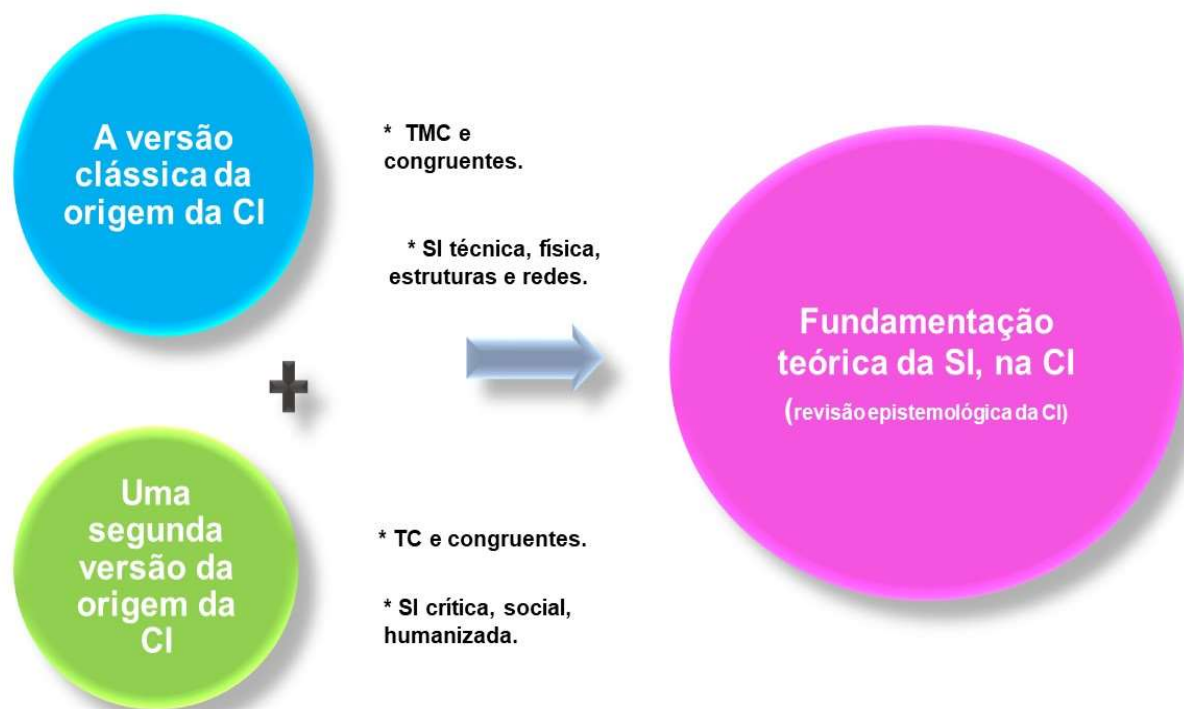 A versão
clássica da
origem da CI
* TMC e
congruentes.
* SI técnica, física,
estruturas e redes.
Uma
segunda
versão da
origem da
CI
* TC e congruentes.
* SI crítica, social,
humanizada.
Fundamentação
teórica da SI, na CI
(revisão epistemológica da CI)